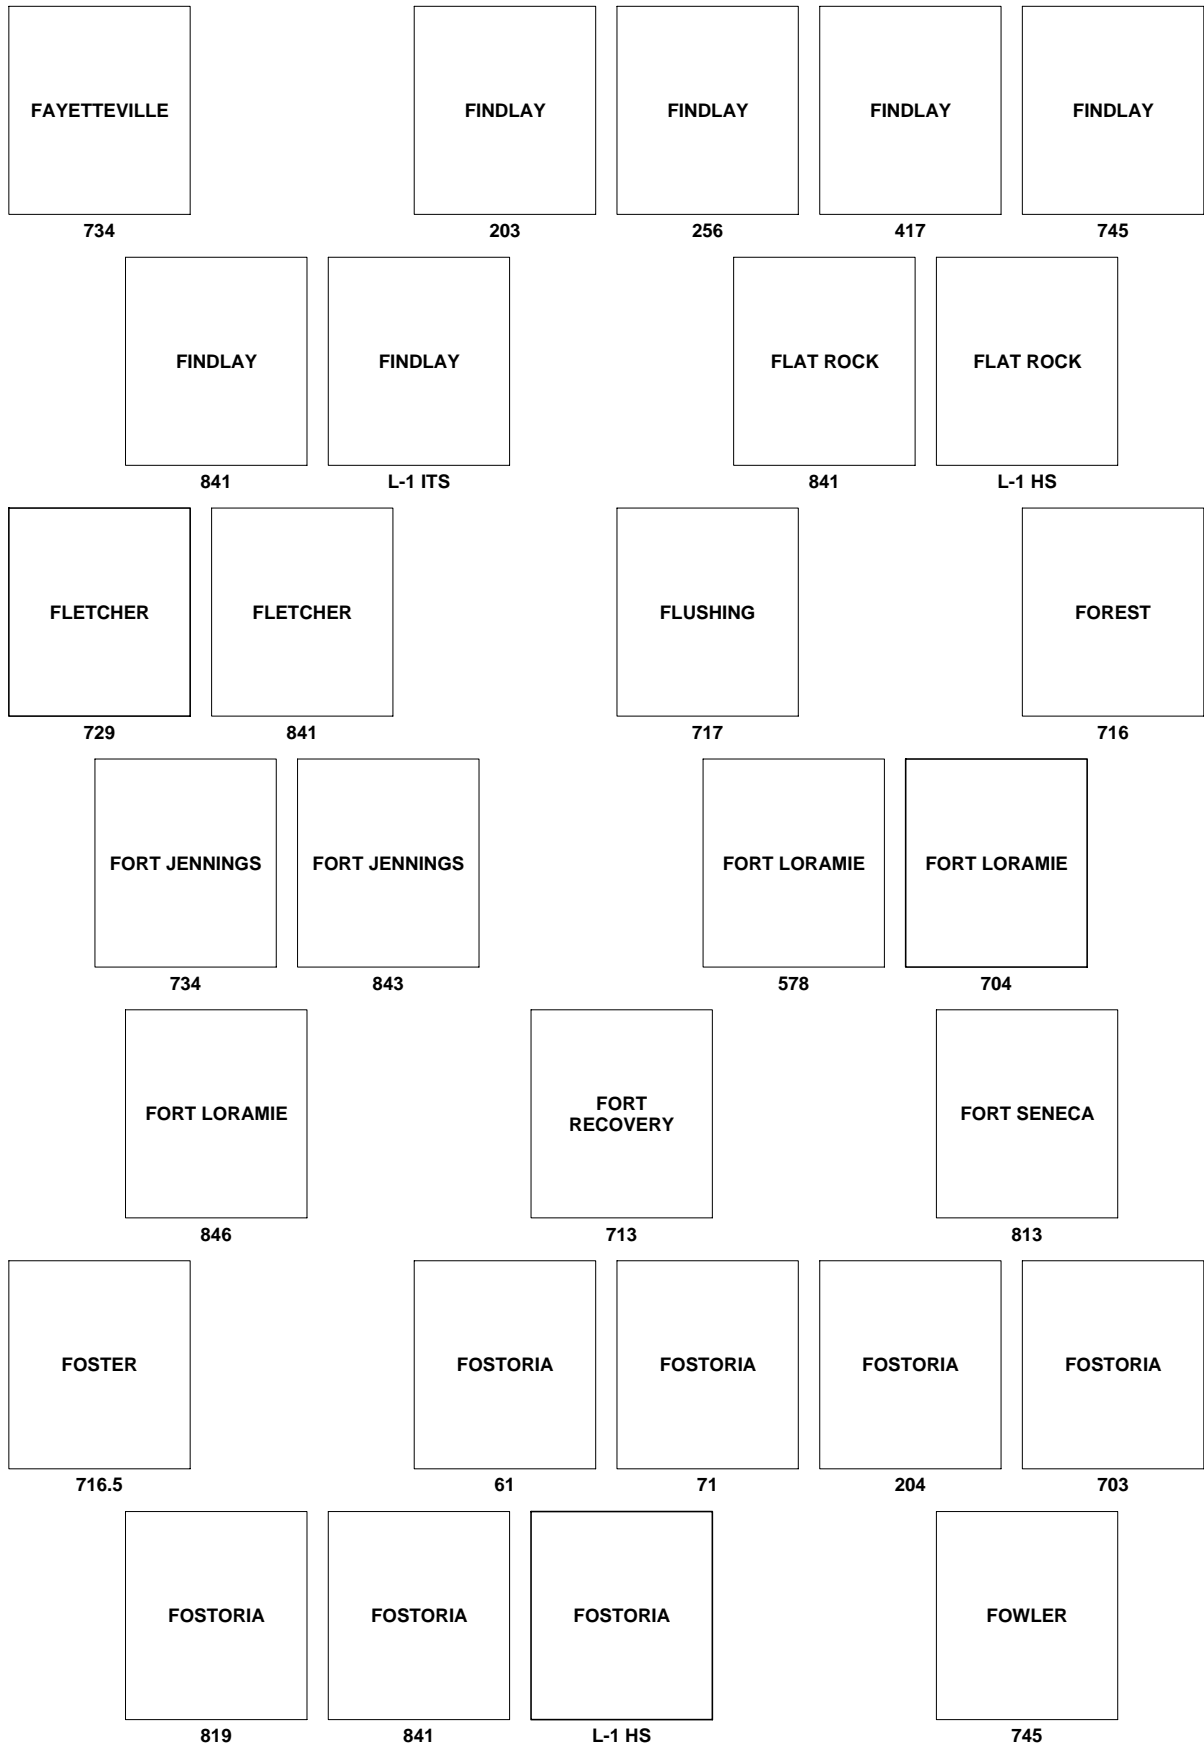 FAYETTEVILLE
FINDLAY
FINDLAY
FINDLAY
FINDLAY
734
203
256
417
745
FINDLAY
FINDLAY
FLAT ROCK
FLAT ROCK
841
L-1 ITS
841
L-1 HS
FLETCHER
FLETCHER
FLUSHING
FOREST
729
841
717
716
FORT JENNINGS
FORT JENNINGS
FORT LORAMIE
FORT LORAMIE
734
843
578
704
FORT LORAMIE
FORT
RECOVERY
FORT SENECA
846
713
813
FOSTER
FOSTORIA
FOSTORIA
FOSTORIA
FOSTORIA
716.5
61
71
204
703
FOSTORIA
FOSTORIA
FOSTORIA
FOWLER
819
841
L-1 HS
745